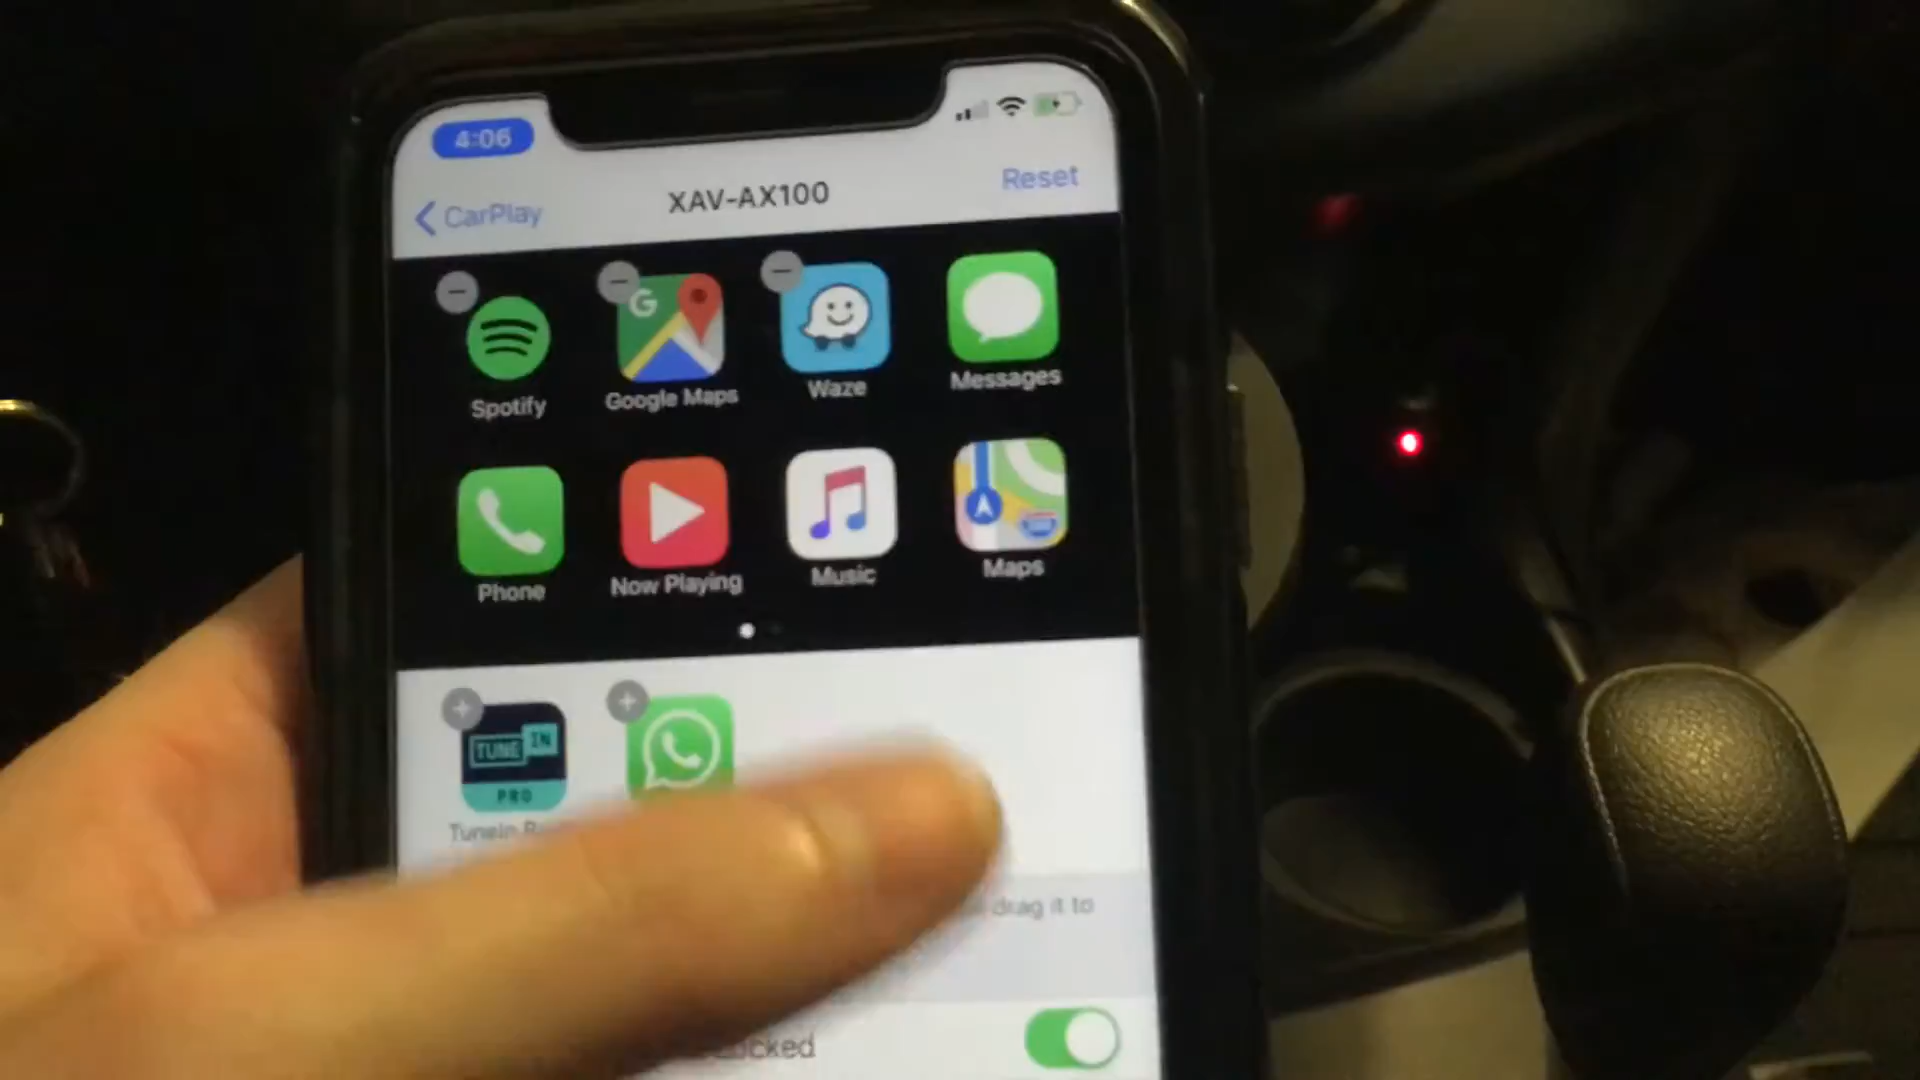 4:06
CarPlay
XAV-AX100
Reset
Spotify
Google Maps
Waze
Messages
Phone
Now Playing
Music
Maps
TUNE IN
PRO
TuneIn
drag it to